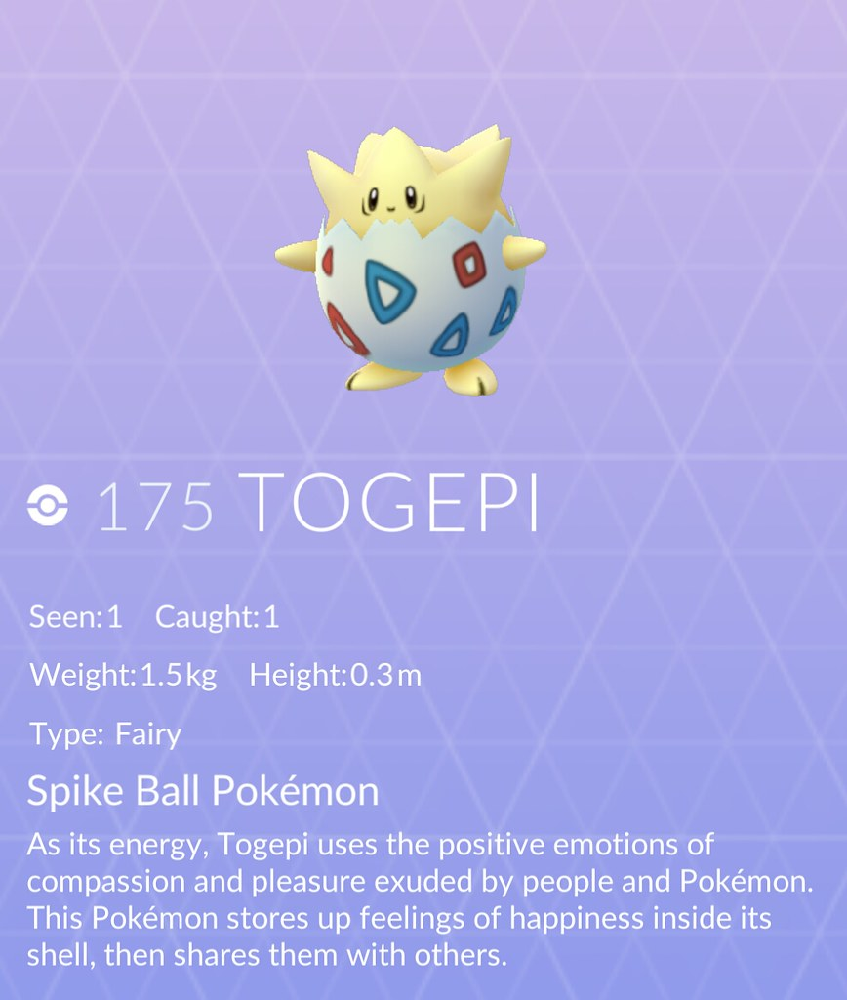 175 TOGEPI
Seen: 1 Caught: 1
Weight: 1.5 kg Height: 0.3 m
Type: Fairy
Spike Ball Pokémon
As its energy, Togepi uses the positive emotions of
compassion and pleasure exuded by people and Pokémon.
This Pokémon stores up feelings of happiness inside its
shell, then shares them with others.